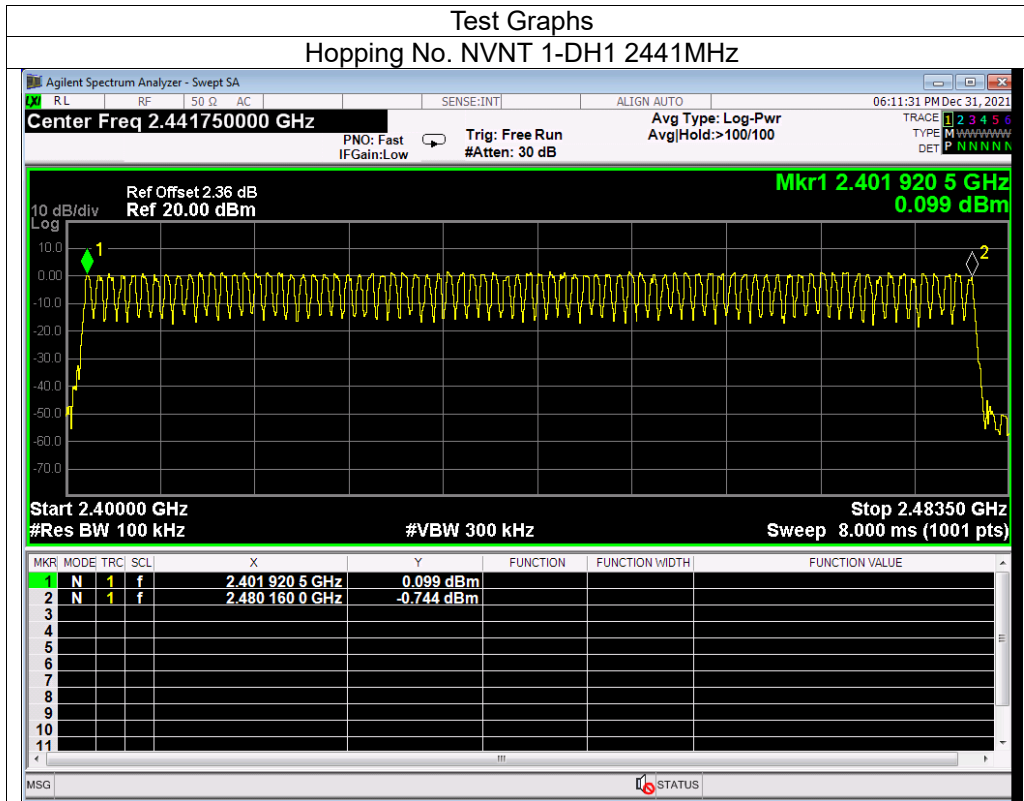 Test Graphs
Hopping No. NVNT 1-DH1 2441MHz
Agilent Spectrum Analyzer - Swept SA
LXI RL RF 50 Ω AC SENSE:INT ALIGN AUTO 06:11:31 PM Dec 31, 2021
Center Freq 2.441750000 GHz Avg Type: Log-Pwr TRACE 1 2 3 4 5 6
PNO: Fast Trig: Free Run Avg|Hold:>100/100 TYPE M WWWWW
IFGain:Low #Atten: 30 dB DET P N N N N N
Mkr1 2.401 920 5 GHz
Ref Offset 2.36 dB
10 dB/div Ref 20.00 dBm 0.099 dBm
Log
10.0
1
2
0.00
-10.0
-20.0
-30.0
-40.0
-50.0
-60.0
-70.0
Start 2.40000 GHz Stop 2.48350 GHz
#Res BW 100 kHz #VBW 300 kHz Sweep 8.000 ms (1001 pts)
MKR MODE TRC SCL X Y FUNCTION FUNCTION WIDTH FUNCTION VALUE
1 N 1 f 2.401 920 5 GHz 0.099 dBm
2 N 1 f 2.480 160 0 GHz -0.744 dBm
3
4
5
6
7
8
9
10
11
MSG STATUS